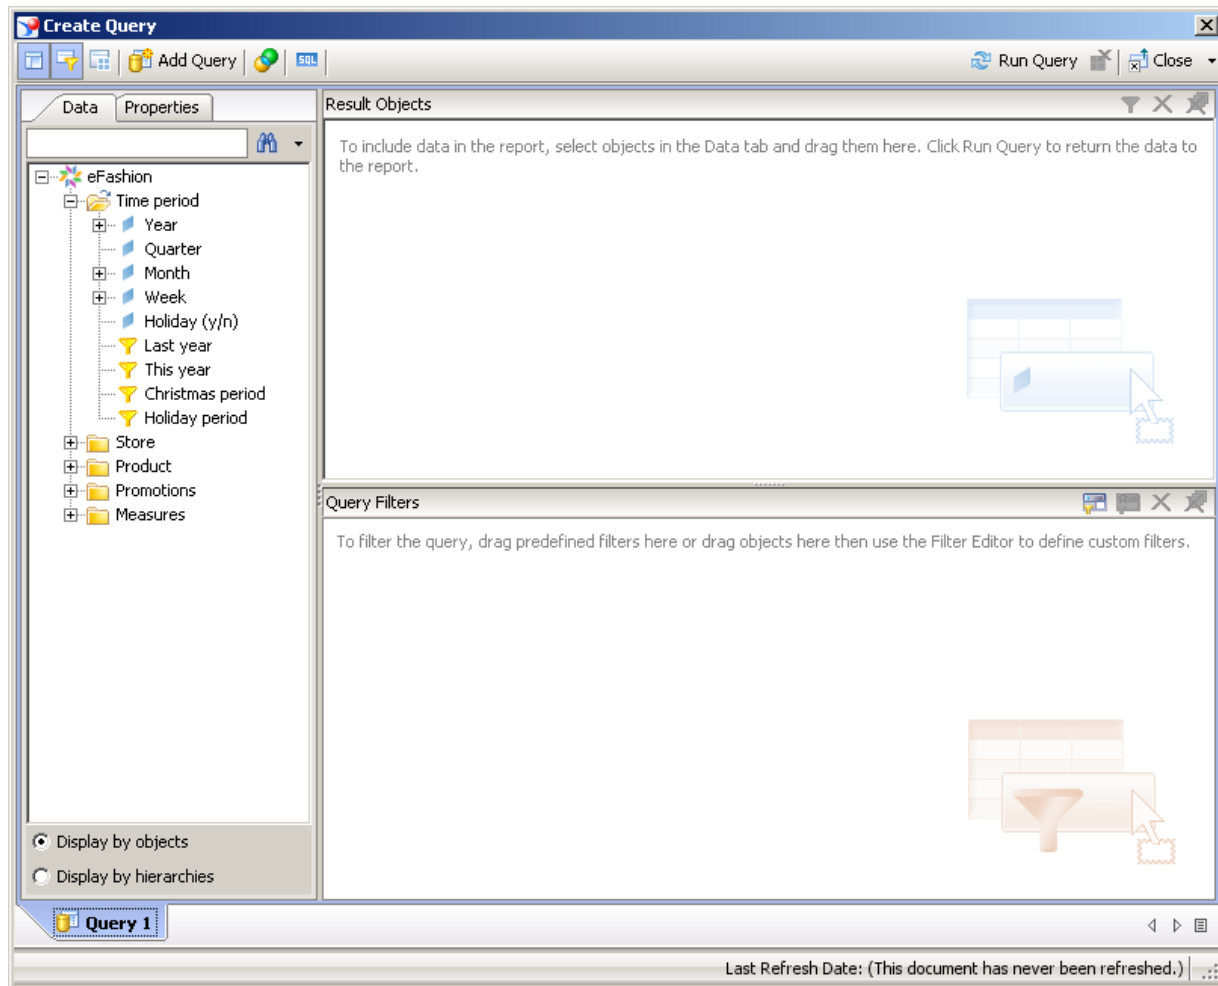 Create Query
Add Query
SQL
Run Query
Close
Data
Properties
Result Objects
To include data in the report, select objects in the Data tab and drag them here. Click Run Query to return the data to
the report.
eFashion
Time period
Year
Quarter
Month
Week
Holiday (y/n)
Last year
This year
Christmas period
Holiday period
Store
Product
Promotions
Measures
Query Filters
To filter the query, drag predefined filters here or drag objects here then use the Filter Editor to define custom filters.
Display by objects
Display by hierarchies
Query 1
Last Refresh Date: (This document has never been refreshed.)